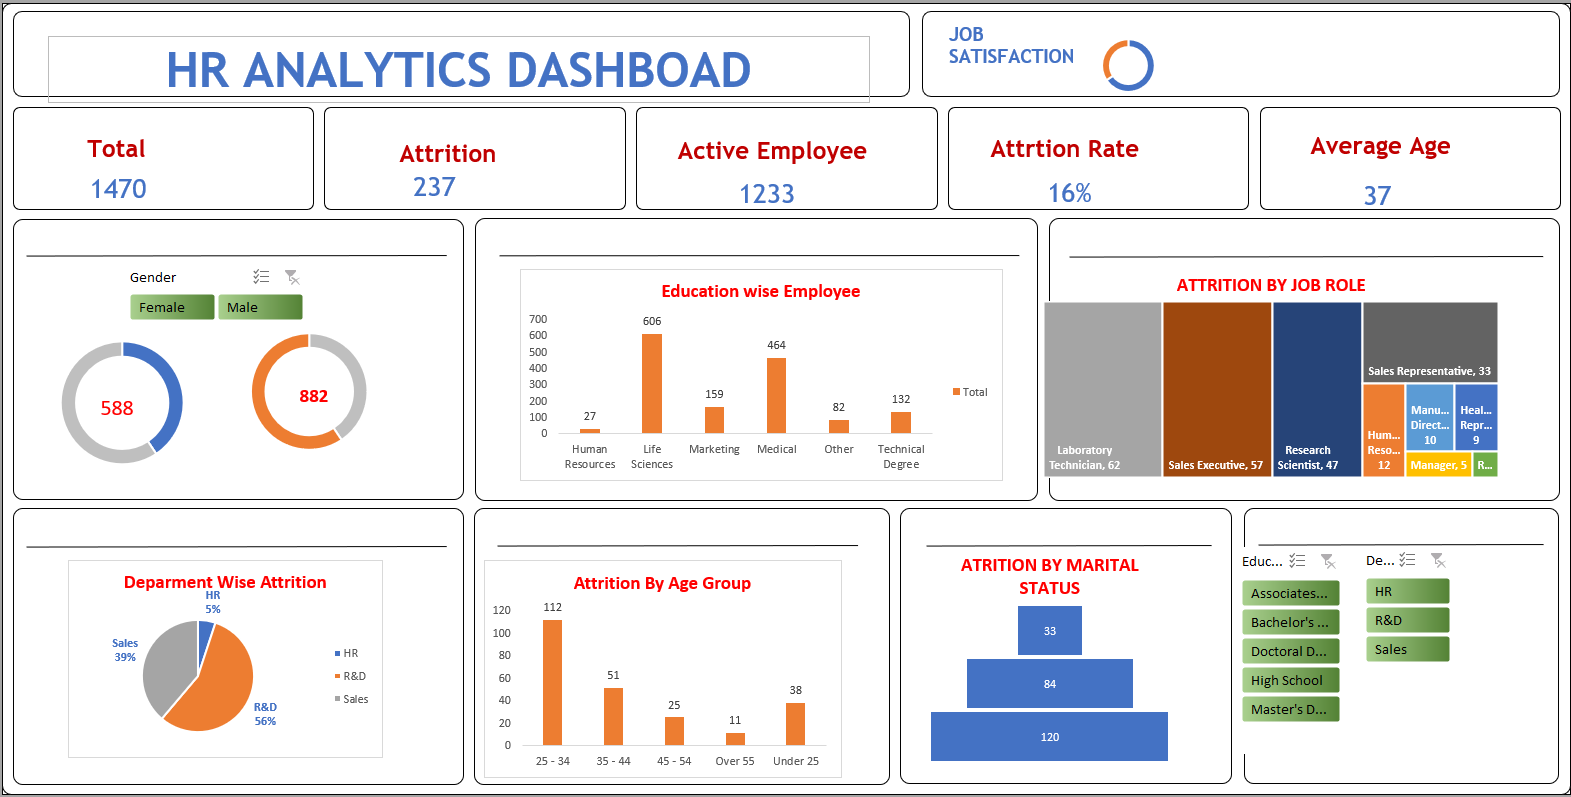 HR ANALYTICS DASHBOAD
JOB
SATISFACTION
Total
1470
Attrition
237
Active Employee
1233
Attrtion Rate
16%
Average Age
37
Gender
Female
Male
588
882
Education wise Employee
700
600
500
400
300
200
100
0
27
606
159
464
82
132
Human
Resources
Life
Sciences
Marketing
Medical
Other
Technical
Degree
Total
ATTRITION BY JOB ROLE
Laboratory
Technician, 62
Sales Executive, 57
Research
Scientist, 47
Sales Representative, 33
Hum...
Reso...
12
Manu...
Direct...
10
Heal...
Repr...
9
Manager, 5
R...
Deparment Wise Attrition
HR
5%
Sales
39%
R&D
56%
HR
R&D
Sales
Attrition By Age Group
120
100
80
60
40
20
0
112
51
25
11
38
25 - 34
35 - 44
45 - 54
Over 55
Under 25
ATRITION BY MARITAL
STATUS
33
84
120
Educ...
Associates...
Bachelor's ...
Doctoral D...
High School
Master's D...
De...
HR
R&D
Sales